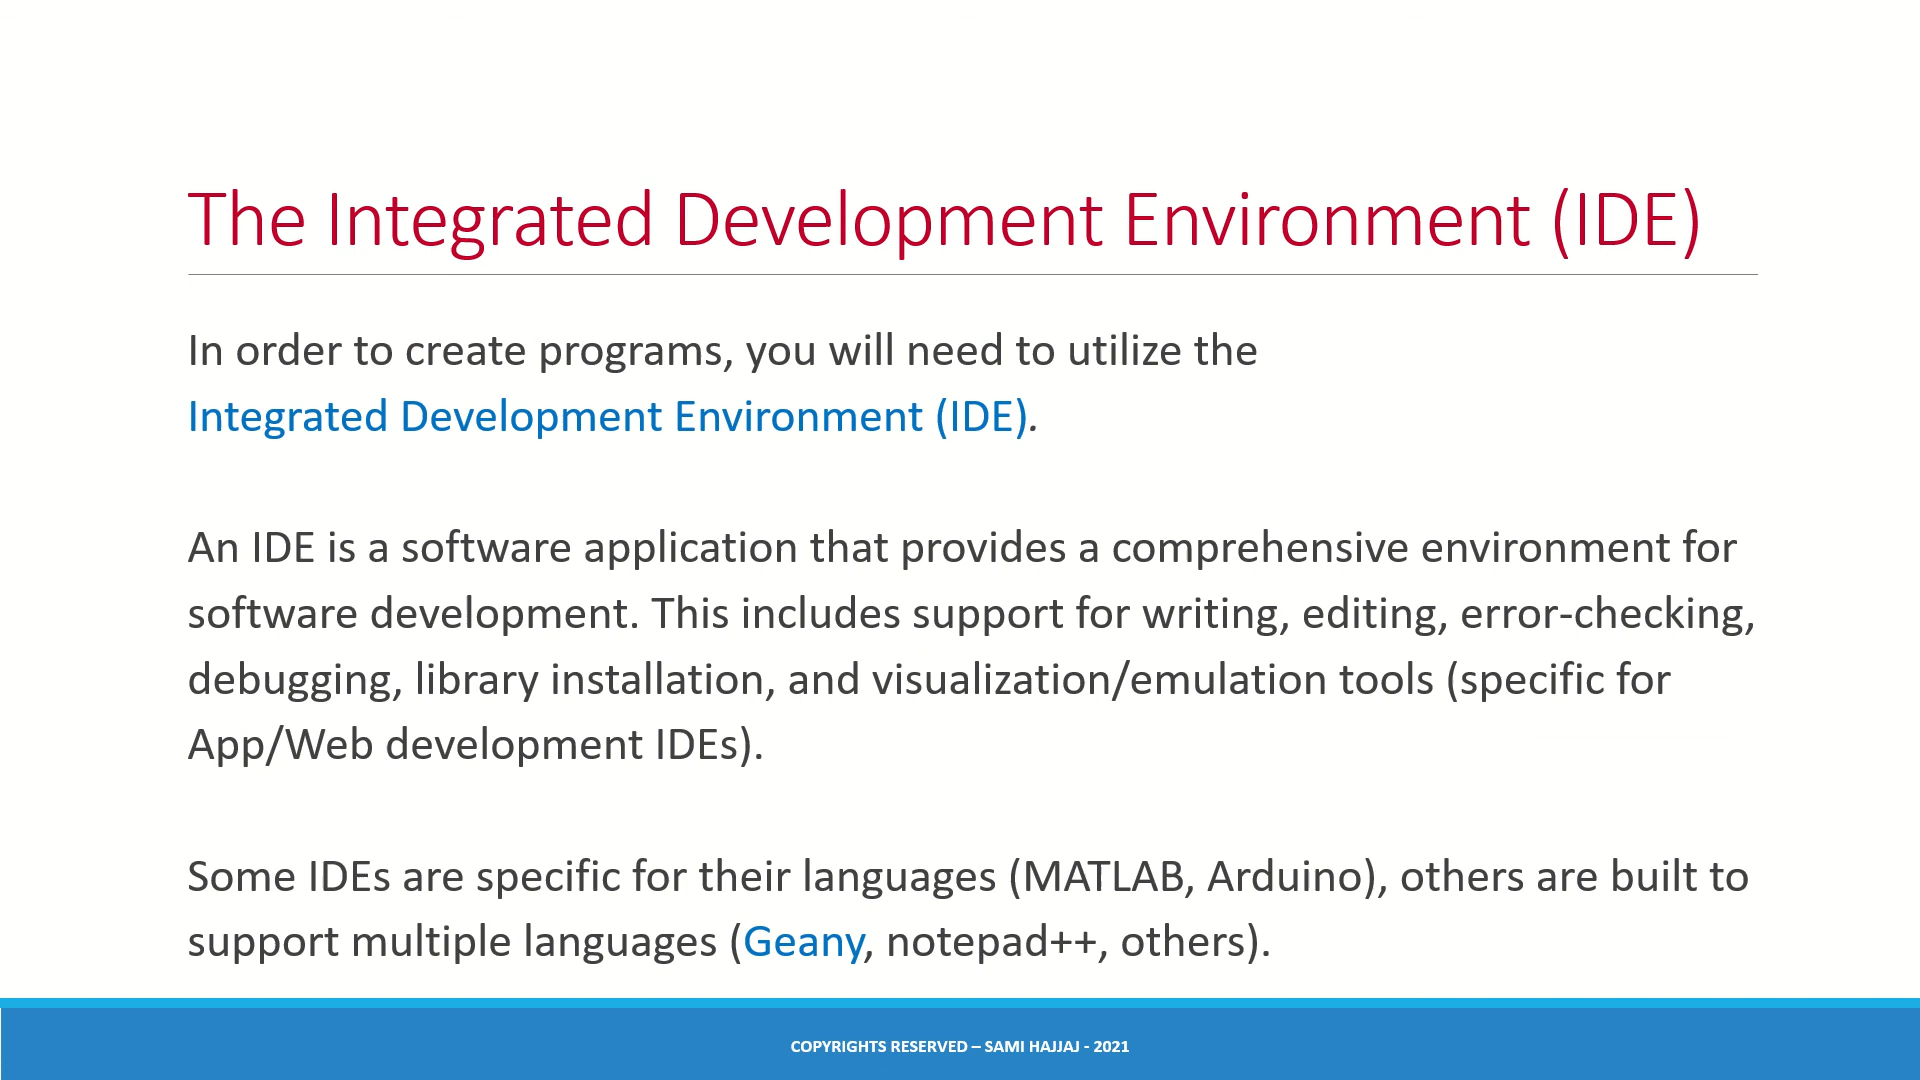 The Integrated Development Environment (IDE)
In order to create programs, you will need to utilize the
Integrated Development Environment (IDE).
An IDE is a software application that provides a comprehensive environment for
software development. This includes support for writing, editing, error-checking,
debugging, library installation, and visualization/emulation tools (specific for
App/Web development IDEs).
Some IDEs are specific for their languages (MATLAB, Arduino), others are built to
support multiple languages (Geany, notepad++, others).
COPYRIGHTS RESERVED – SAMI HAJJAJ - 2021